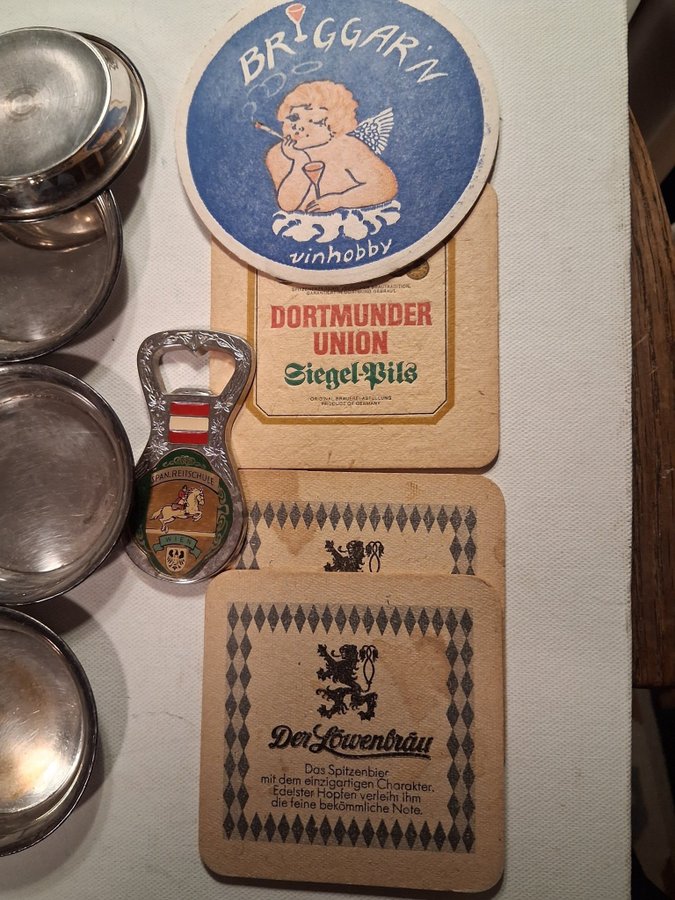 BRIGGAR'N
vinhobby
DORTMUNDER
UNION
Siegel-Pils
ORIGINAL BRAUEREI-ABFÜLLUNG
PRODUCE OF GERMANY
SPAN.REITSCHULE
WIEN
Der Löwenbräu
Das Spitzenbier
mit dem einzigartigen Charakter.
Edelster Hopfen verleiht ihm
die feine bekömmliche Note.